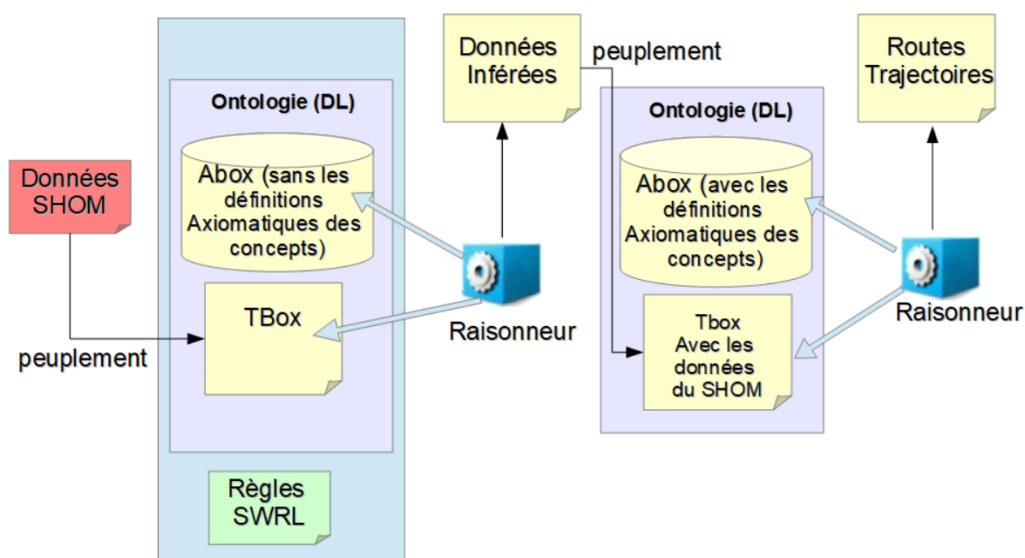 Données
SHOM
peuplement
Ontologie (DL)
Abox (sans les
définitions
Axiomatiques des
concepts)
TBox
Règles
SWRL
Données
Inférées
Raisonneur
peuplement
Ontologie (DL)
Abox (avec les
définitions
Axiomatiques des
concepts)
Tbox
Avec les
données
du SHOM
Routes
Trajectoires
Raisonneur